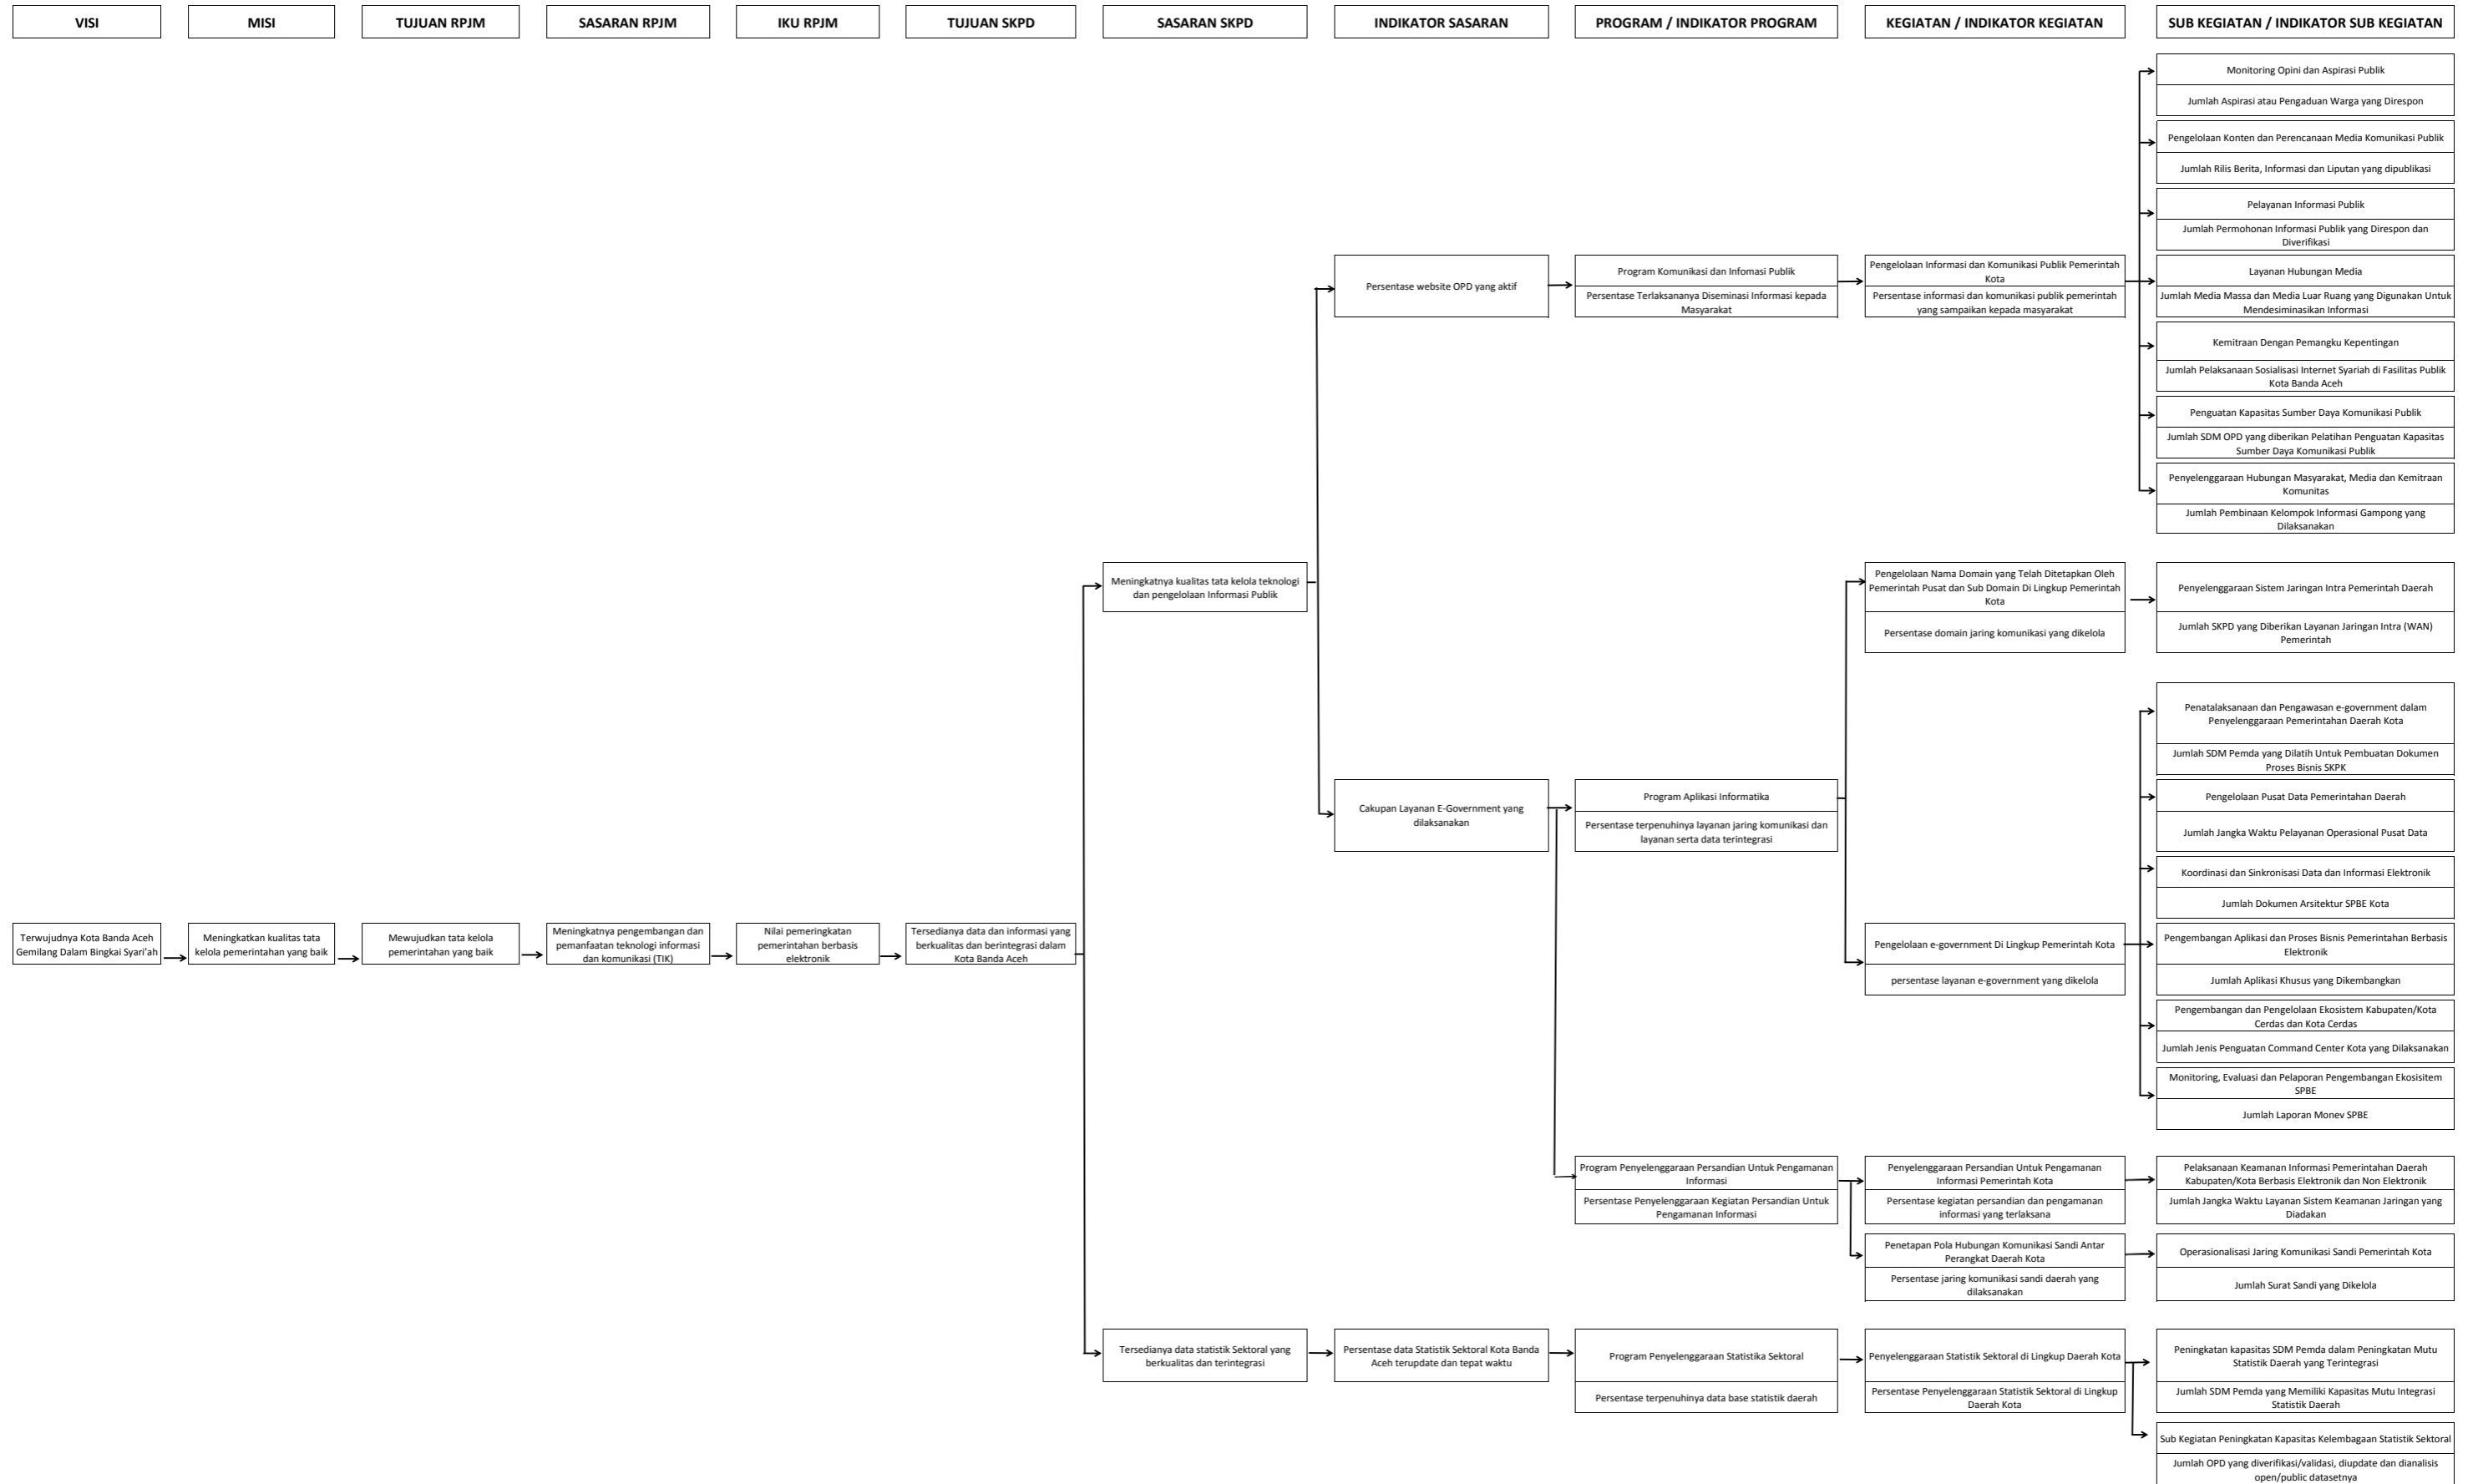 VISI
MISI
TUJUAN RPJM
SASARAN RPJM
IKU RPJM
TUJUAN SKPD
SASARAN SKPD
INDIKATOR SASARAN
PROGRAM / INDIKATOR PROGRAM
KEGIATAN / INDIKATOR KEGIATAN
SUB KEGIATAN / INDIKATOR SUB KEGIATAN
Terwujudnya Kota Banda Aceh
Gemilang Dalam Bingkai Syari'ah
Meningkatkan kualitas tata
kelola pemerintahan yang baik
Mewujudkan tata kelola
pemerintahan yang baik
Meningkatnya pengembangan dan
pemanfaatan teknologi informasi
dan komunikasi (TIK)
Nilai pemeringkatan
pemerintahan berbasis
elektronik
Tersedianya data dan informasi yang
berkualitas dan berintegrasi dalam
Kota Banda Aceh
Meningkatnya kualitas tata kelola teknologi
dan pengelolaan Informasi Publik
Persentase website OPD yang aktif
Program Komunikasi dan Infomasi Publik
Persentase Terlaksananya Diseminasi Informasi kepada
Masyarakat
Pengelolaan Informasi dan Komunikasi Publik Pemerintah
Kota
Persentase informasi dan komunikasi publik pemerintah
yang sampaikan kepada masyarakat
Monitoring Opini dan Aspirasi Publik
Jumlah Aspirasi atau Pengaduan Warga yang Direspon
Pengelolaan Konten dan Perencanaan Media Komunikasi Publik
Jumlah Rilis Berita, Informasi dan Liputan yang dipublikasi
Pelayanan Informasi Publik
Jumlah Permohonan Informasi Publik yang Direspon dan
Diverifikasi
Layanan Hubungan Media
Jumlah Media Massa dan Media Luar Ruang yang Digunakan Untuk
Mendesiminasikan Informasi
Kemitraan Dengan Pemangku Kepentingan
Jumlah Pelaksanaan Sosialisasi Internet Syariah di Fasilitas Publik
Kota Banda Aceh
Penguatan Kapasitas Sumber Daya Komunikasi Publik
Jumlah SDM OPD yang diberikan Pelatihan Penguatan Kapasitas
Sumber Daya Komunikasi Publik
Penyelenggaraan Hubungan Masyarakat, Media dan Kemitraan
Komunitas
Jumlah Pembinaan Kelompok Informasi Gampong yang
Dilaksanakan
Cakupan Layanan E-Government yang
dilaksanakan
Program Aplikasi Informatika
Persentase terpenuhinya layanan jaring komunikasi dan
layanan serta data terintegrasi
Pengelolaan Nama Domain yang Telah Ditetapkan Oleh
Pemerintah Pusat dan Sub Domain Di Lingkup Pemerintah
Kota
Persentase domain jaring komunikasi yang dikelola
Penyelenggaraan Sistem Jaringan Intra Pemerintah Daerah
Jumlah SKPD yang Diberikan Layanan Jaringan Intra (WAN)
Pemerintah
Pengelolaan e-government Di Lingkup Pemerintah Kota
persentase layanan e-government yang dikelola
Penatalaksanaan dan Pengawasan e-government dalam
Penyelenggaraan Pemerintahan Daerah Kota
Jumlah SDM Pemda yang Dilatih Untuk Pembuatan Dokumen
Proses Bisnis SKPK
Pengelolaan Pusat Data Pemerintahan Daerah
Jumlah Jangka Waktu Pelayanan Operasional Pusat Data
Koordinasi dan Sinkronisasi Data dan Informasi Elektronik
Jumlah Dokumen Arsitektur SPBE Kota
Pengembangan Aplikasi dan Proses Bisnis Pemerintahan Berbasis
Elektronik
Jumlah Aplikasi Khusus yang Dikembangkan
Pengembangan dan Pengelolaan Ekosistem Kabupaten/Kota
Cerdas dan Kota Cerdas
Jumlah Jenis Penguatan Command Center Kota yang Dilaksanakan
Monitoring, Evaluasi dan Pelaporan Pengembangan Ekosisitem
SPBE
Jumlah Laporan Monev SPBE
Program Penyelenggaraan Persandian Untuk Pengamanan
Informasi
Persentase Penyelenggaraan Kegiatan Persandian Untuk
Pengamanan Informasi
Penyelenggaraan Persandian Untuk Pengamanan
Informasi Pemerintah Kota
Persentase kegiatan persandian dan pengamanan
informasi yang terlaksana
Pelaksanaan Keamanan Informasi Pemerintahan Daerah
Kabupaten/Kota Berbasis Elektronik dan Non Elektronik
Jumlah Jangka Waktu Layanan Sistem Keamanan Jaringan yang
Diadakan
Penetapan Pola Hubungan Komunikasi Sandi Antar
Perangkat Daerah Kota
Persentase jaring komunikasi sandi daerah yang
dilaksanakan
Operasionalisasi Jaring Komunikasi Sandi Pemerintah Kota
Jumlah Surat Sandi yang Dikelola
Tersedianya data statistik Sektoral yang
berkualitas dan terintegrasi
Persentase data Statistik Sektoral Kota Banda
Aceh terupdate dan tepat waktu
Program Penyelenggaraan Statistika Sektoral
Persentase terpenuhinya data base statistik daerah
Penyelenggaraan Statistik Sektoral di Lingkup Daerah Kota
Persentase Penyelenggaraan Statistik Sektoral di Lingkup
Daerah Kota
Peningkatan kapasitas SDM Pemda dalam Peningkatan Mutu
Statistik Daerah yang Terintegrasi
Jumlah SDM Pemda yang Memiliki Kapasitas Mutu Integrasi
Statistik Daerah
Sub Kegiatan Peningkatan Kapasitas Kelembagaan Statistik Sektoral
Jumlah OPD yang diverifikasi/validasi, diupdate dan dianalisis
open/public datasetnya